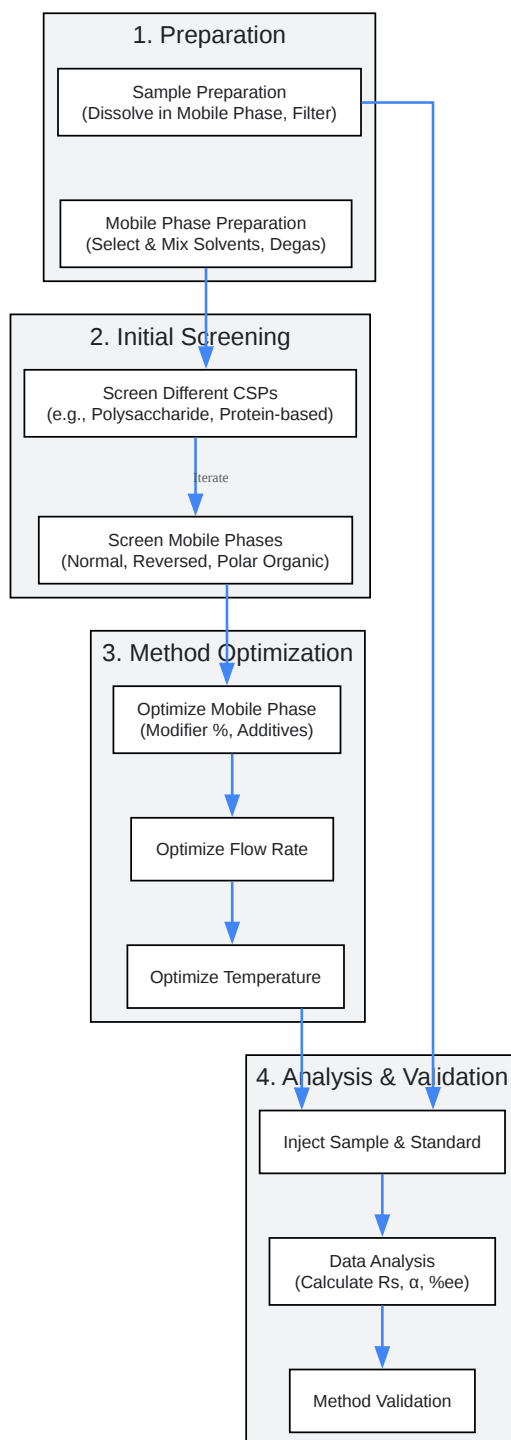 1. Preparation
Sample Preparation
(Dissolve in Mobile Phase, Filter)
Mobile Phase Preparation
(Select & Mix Solvents, Degas)
2. Initial Screening
Screen Different CSPs
(e.g., Polysaccharide, Protein-based)
Iterate
Screen Mobile Phases
(Normal, Reversed, Polar Organic)
3. Method Optimization
Optimize Mobile Phase
(Modifier %, Additives)
Optimize Flow Rate
Optimize Temperature
4. Analysis & Validation
Inject Sample & Standard
Data Analysis
(Calculate Rs, α, %ee)
Method Validation